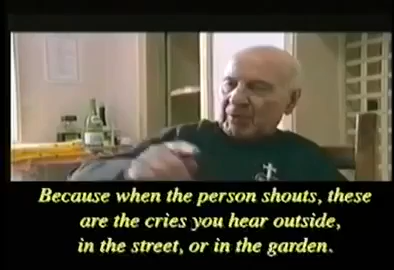 Because when the person shouts, these
are the cries you hear outside,
in the street, or in the garden.